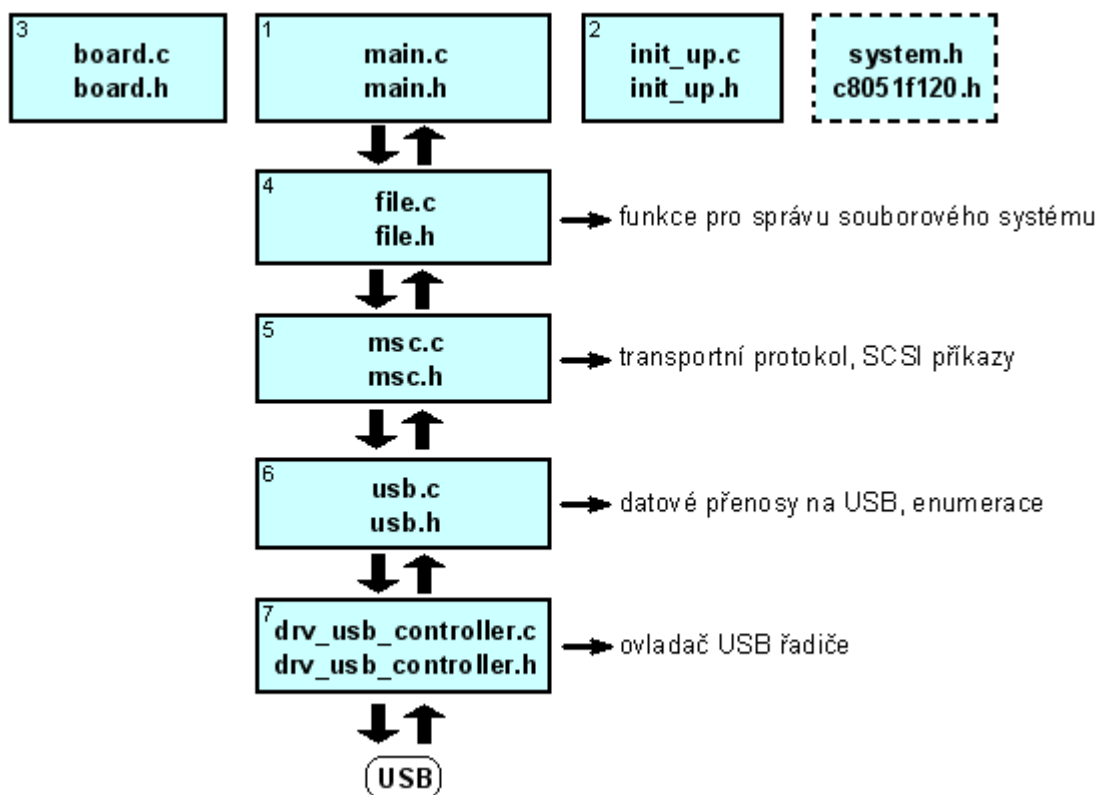 3
board.c
board.h
1
main.c
main.h
2
init_up.c
init_up.h
system.h
c8051f120.h
4
file.c
file.h
funkce pro správu souborového systému
5
msc.c
msc.h
transportní protokol, SCSI příkazy
6
usb.c
usb.h
datové přenosy na USB, enumerace
7
drv_usb_controller.c
drv_usb_controller.h
ovladač USB řadiče
USB